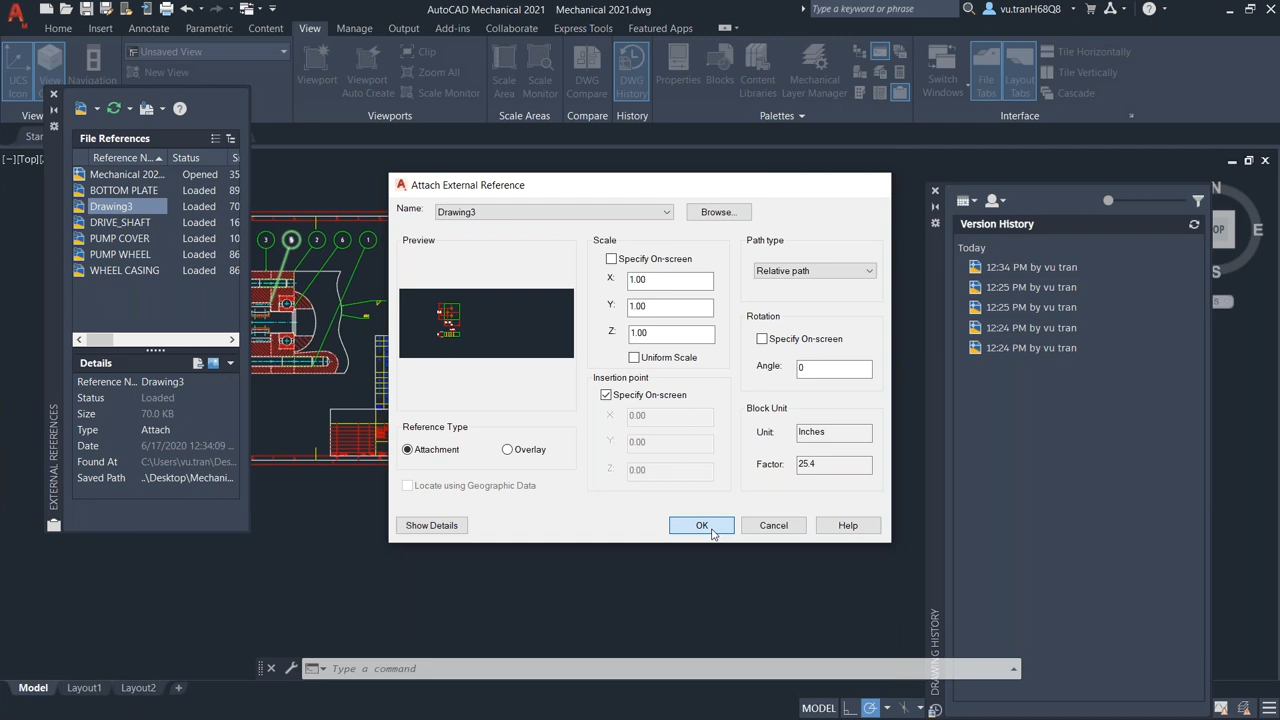 AutoCAD Mechanical 2021 Mechanical 2021.dwg
Type a keyword or phrase
vu.tranH68Q8
Home Insert Annotate Parametric Content View Manage Output Add-ins Collaborate Express Tools Featured Apps
UCS
Icon
View
Navigation
Unsaved View
New View
Viewport
Viewport
Auto Create
Clip
Zoom All
Scale Monitor
Viewports
Scale
Area
Scale
Monitor
Scale Areas
DWG
Compare
Compare
DWG
History
History
Properties
Blocks
Content
Libraries
Mechanical
Layer Manager
Palettes
Switch
Windows
File
Tabs
Layout
Tabs
Tile Horizontally
Tile Vertically
Cascade
Interface
Star
[−][Top]
File References
Reference N... Status Si
Mechanical 202... Opened 35
BOTTOM PLATE Loaded 89
Drawing3 Loaded 70
DRIVE_SHAFT Loaded 16
PUMP COVER Loaded 10
PUMP WHEEL Loaded 86
WHEEL CASING Loaded 86
Details
Reference N... Drawing3
Status Loaded
Size 70.0 KB
Type Attach
Date 6/17/2020 12:34:09
Found At C:\Users\vu.tran\Des...
Saved Path ..\Desktop\Mechani...
EXTERNAL REFERENCES
3 2 6 1
Attach External Reference
Name: Drawing3 Browse...
Preview
Reference Type
Attachment Overlay
Locate using Geographic Data
Show Details
Scale
Specify On-screen
X: 1.00
Y: 1.00
Z: 1.00
Uniform Scale
Insertion point
Specify On-screen
X 0.00
Y 0.00
Z: 0.00
Path type
Relative path
Rotation
Specify On-screen
Angle: 0
Block Unit
Unit: Inches
Factor: 25.4
OK Cancel Help
Version History
Today
12:34 PM by vu tran
12:25 PM by vu tran
12:25 PM by vu tran
12:24 PM by vu tran
12:24 PM by vu tran
DRAWING HISTORY
N
TOP E
S
Type a command
Model Layout1 Layout2 +
MODEL